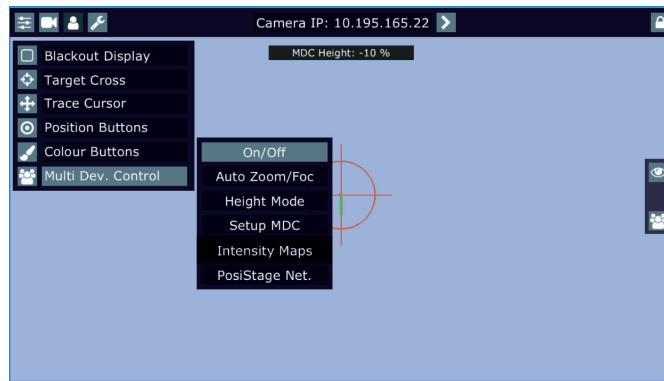 Camera IP: 10.195.165.22
MDC Height: -10 %
Blackout Display
Target Cross
Trace Cursor
Position Buttons
Colour Buttons
Multi Dev. Control
On/Off
Auto Zoom/Foc
Height Mode
Setup MDC
Intensity Maps
PosiStage Net.